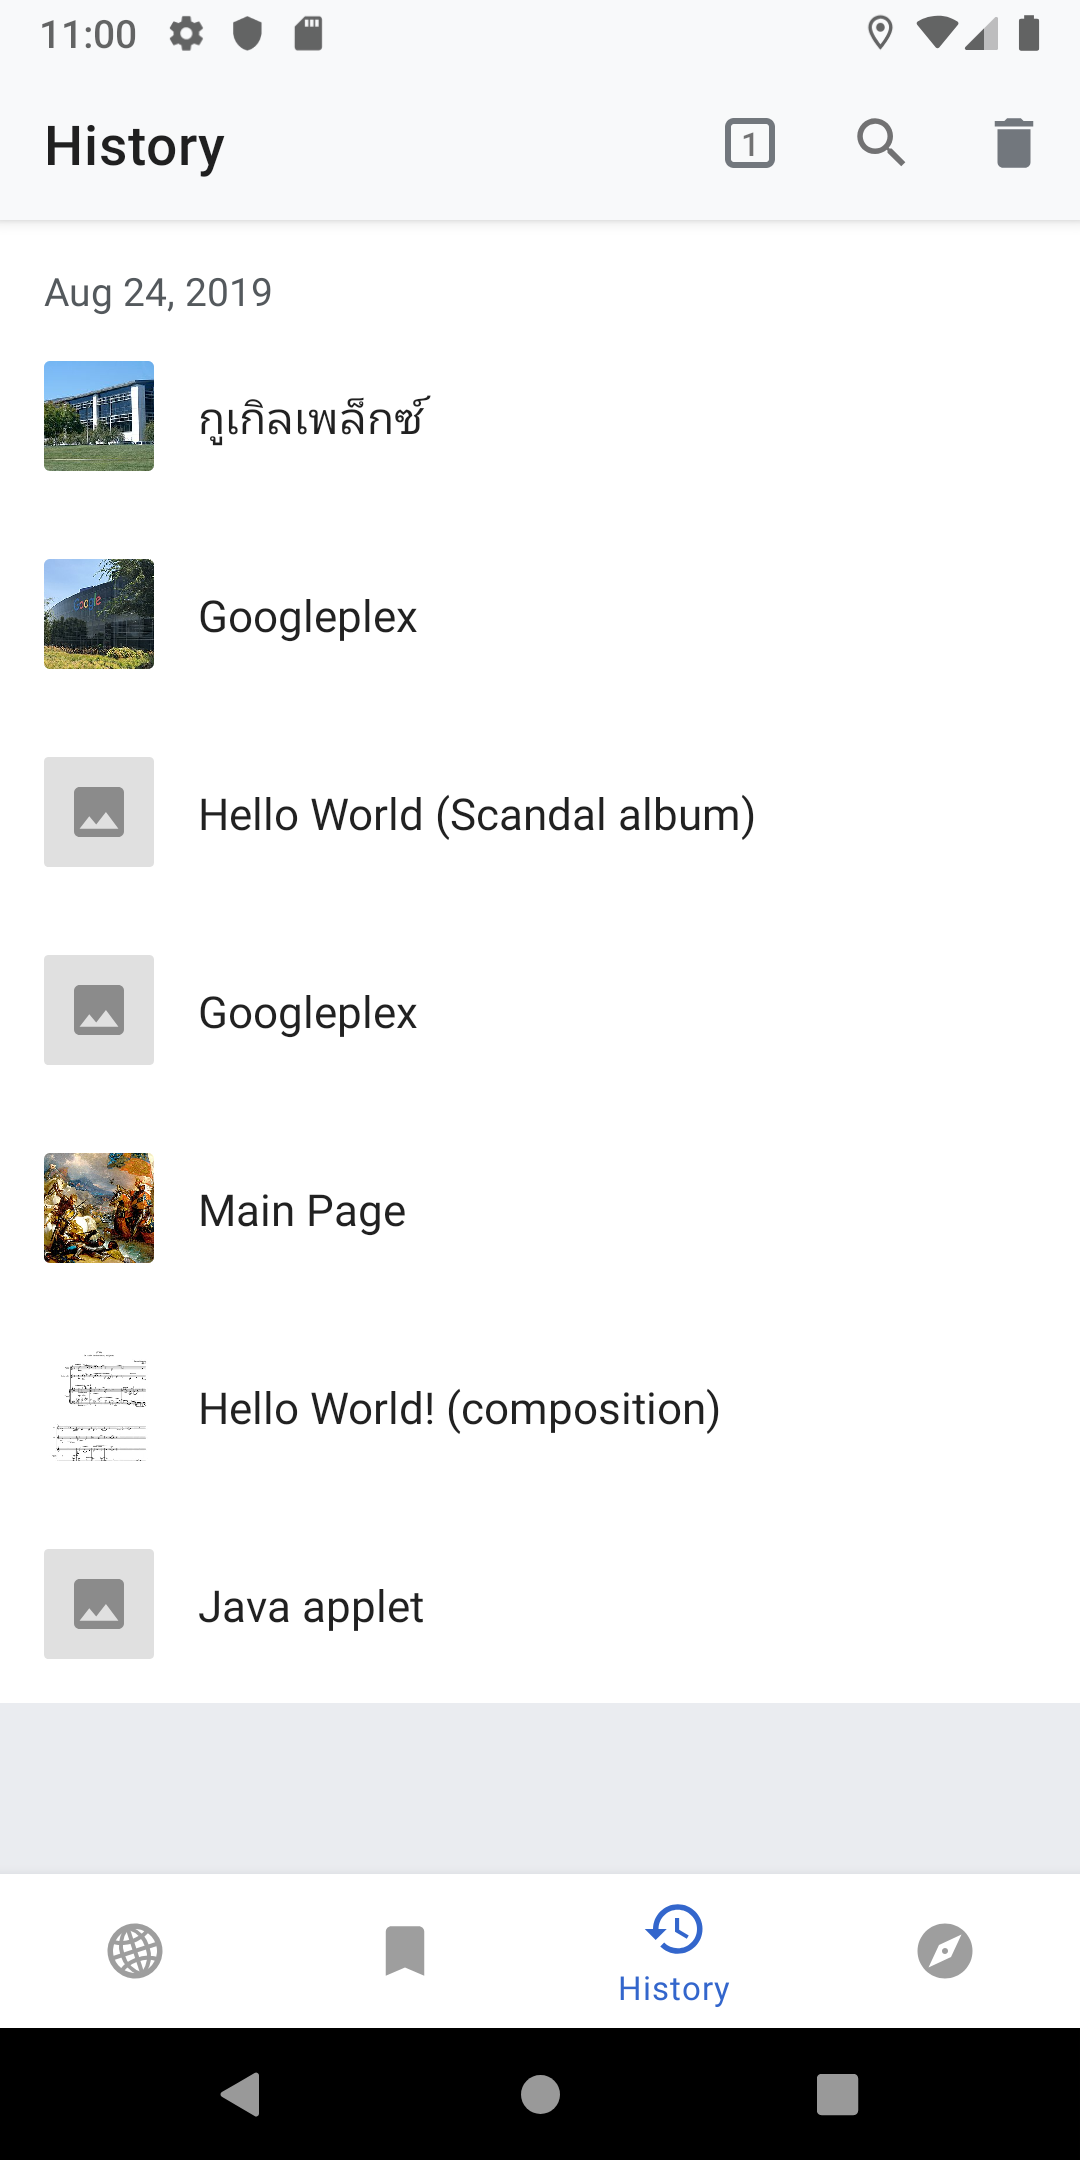 11:00
History
1
Aug 24, 2019
กูเกิลเพล็กซ์
Google
Googleplex
Hello World (Scandal album)
Googleplex
Main Page
Hello World! (composition)
Java applet
History